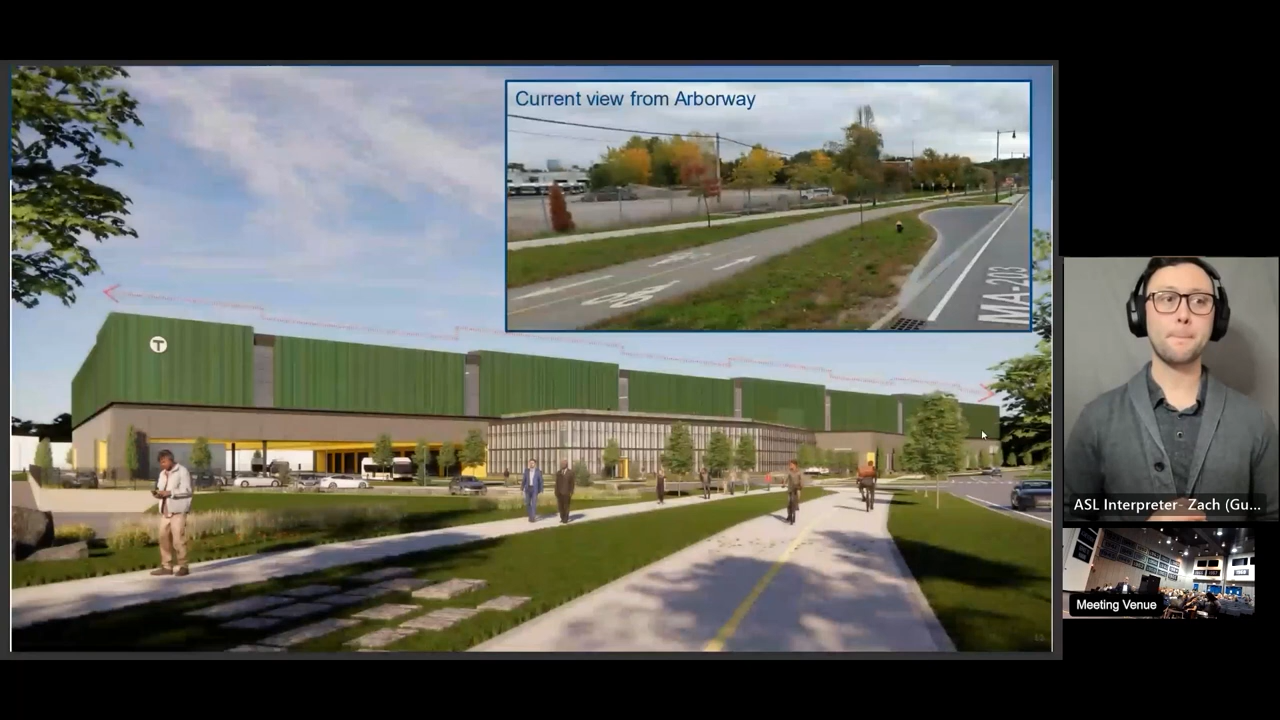 Current view from Arborway
MA-203
T
ASL Interpreter- Zach (Gu...
Meeting Venue